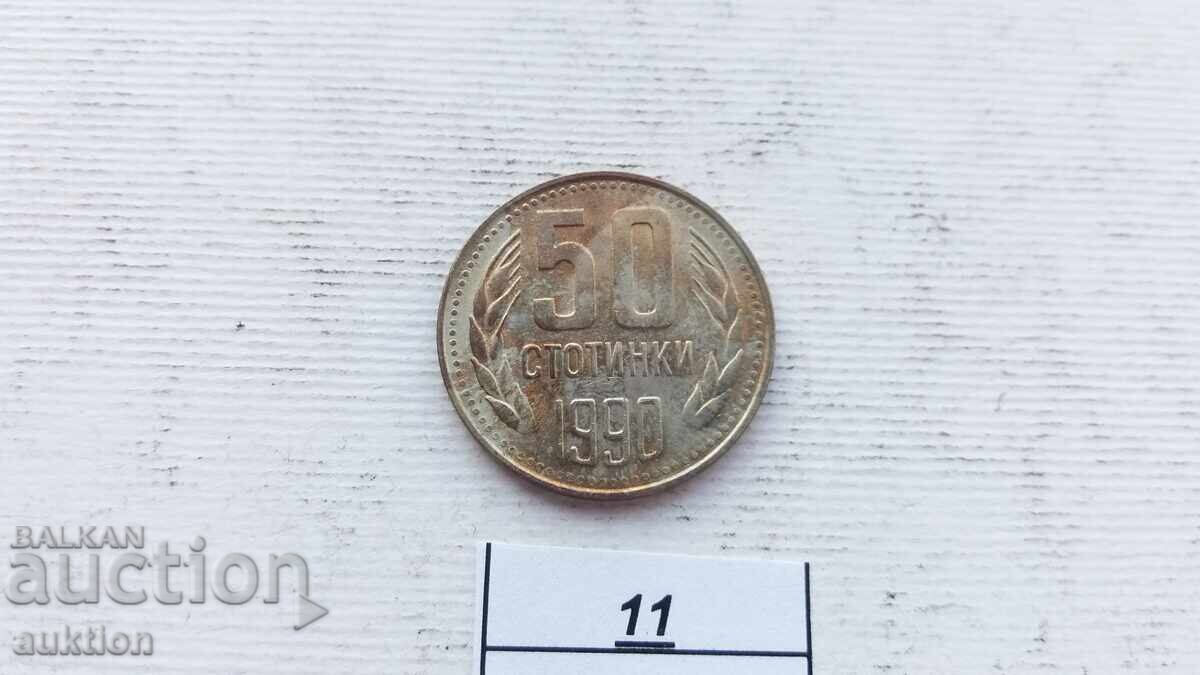 50
СТОТИНКИ
1990
BALKAN
auction
auktion
11